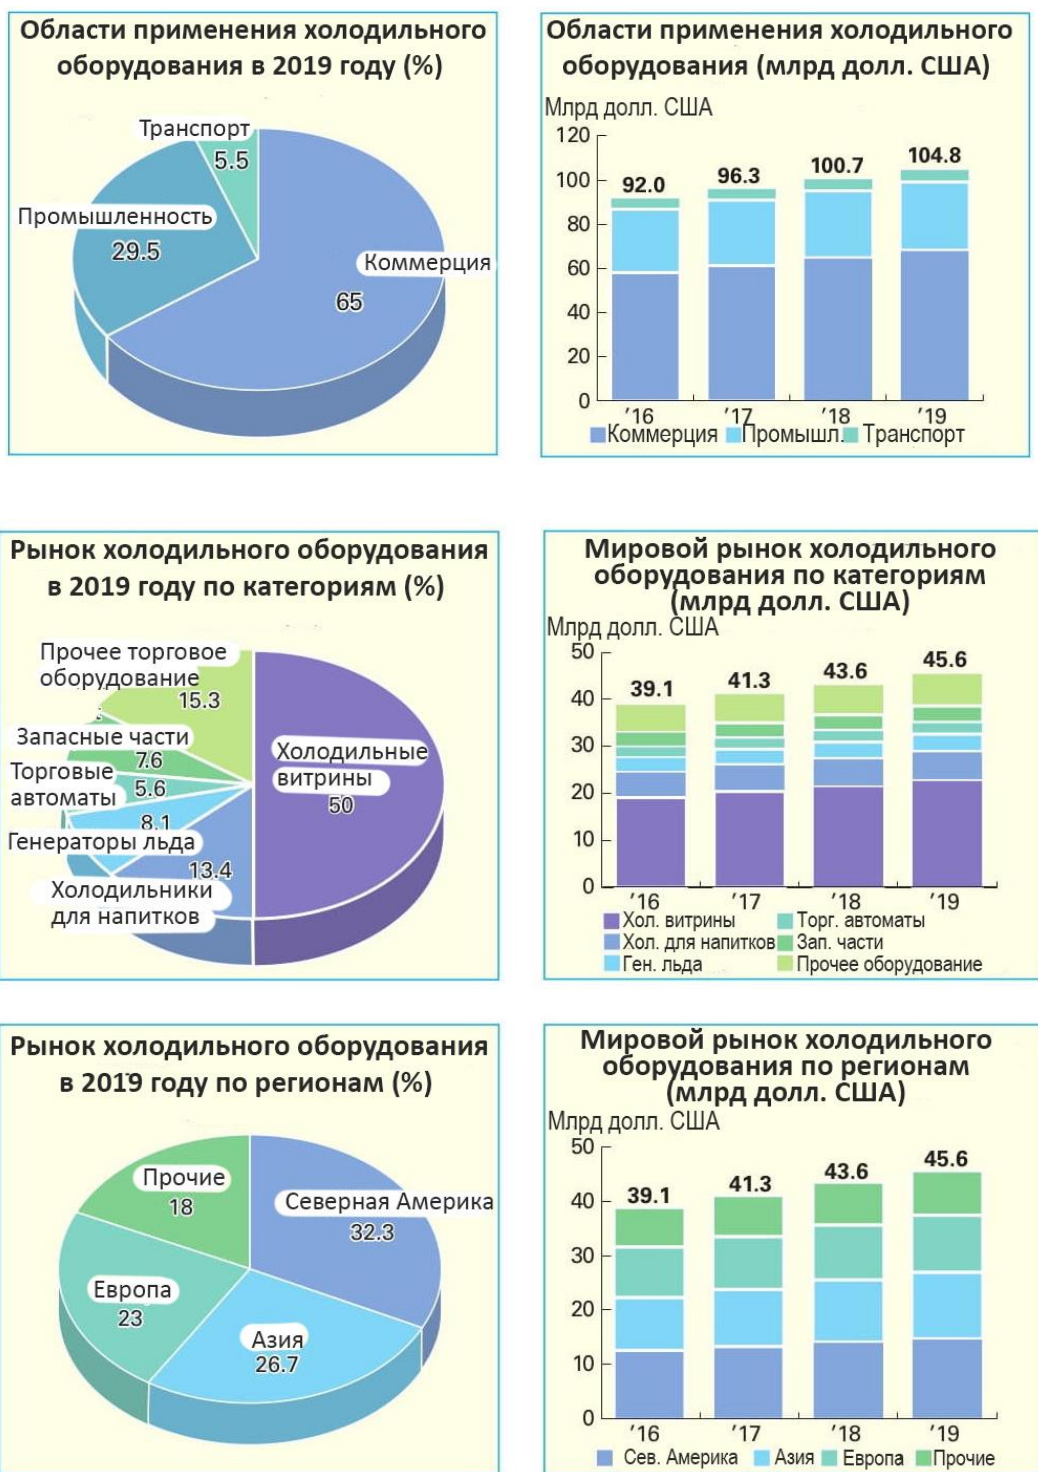 Области применения холодильного
оборудования в 2019 году (%)
Транспорт
5.5
Промышленность
29.5
Коммерция
65
Области применения холодильного
оборудования (млрд долл. США)
Млрд долл. США
120
100
80
60
40
20
0
92.0
96.3
100.7
104.8
'16 '17 '18 '19
Коммерция Промышл. Транспорт
Рынок холодильного оборудования
в 2019 году по категориям (%)
Прочее торговое
оборудование
15.3
Запасные части
7.6
Торговые
автоматы
5.6
8.1
Генераторы льда
13.4
Холодильники
для напитков
Холодильные
витрины
50
Мировой рынок холодильного
оборудования по категориям
(млрд долл. США)
Млрд долл. США
50
40
30
20
10
0
39.1
41.3
43.6
45.6
'16 '17 '18 '19
Хол. витрины Торг. автоматы
Хол. для напитков Зап. части
Ген. льда Прочее оборудование
Рынок холодильного оборудования
в 2019 году по регионам (%)
Прочие
18
Северная Америка
32.3
Европа
23
Азия
26.7
Мировой рынок холодильного
оборудования по регионам
(млрд долл. США)
Млрд долл. США
50
40
30
20
10
0
39.1
41.3
43.6
45.6
'16 '17 '18 '19
Сев. Америка Азия Европа Прочие